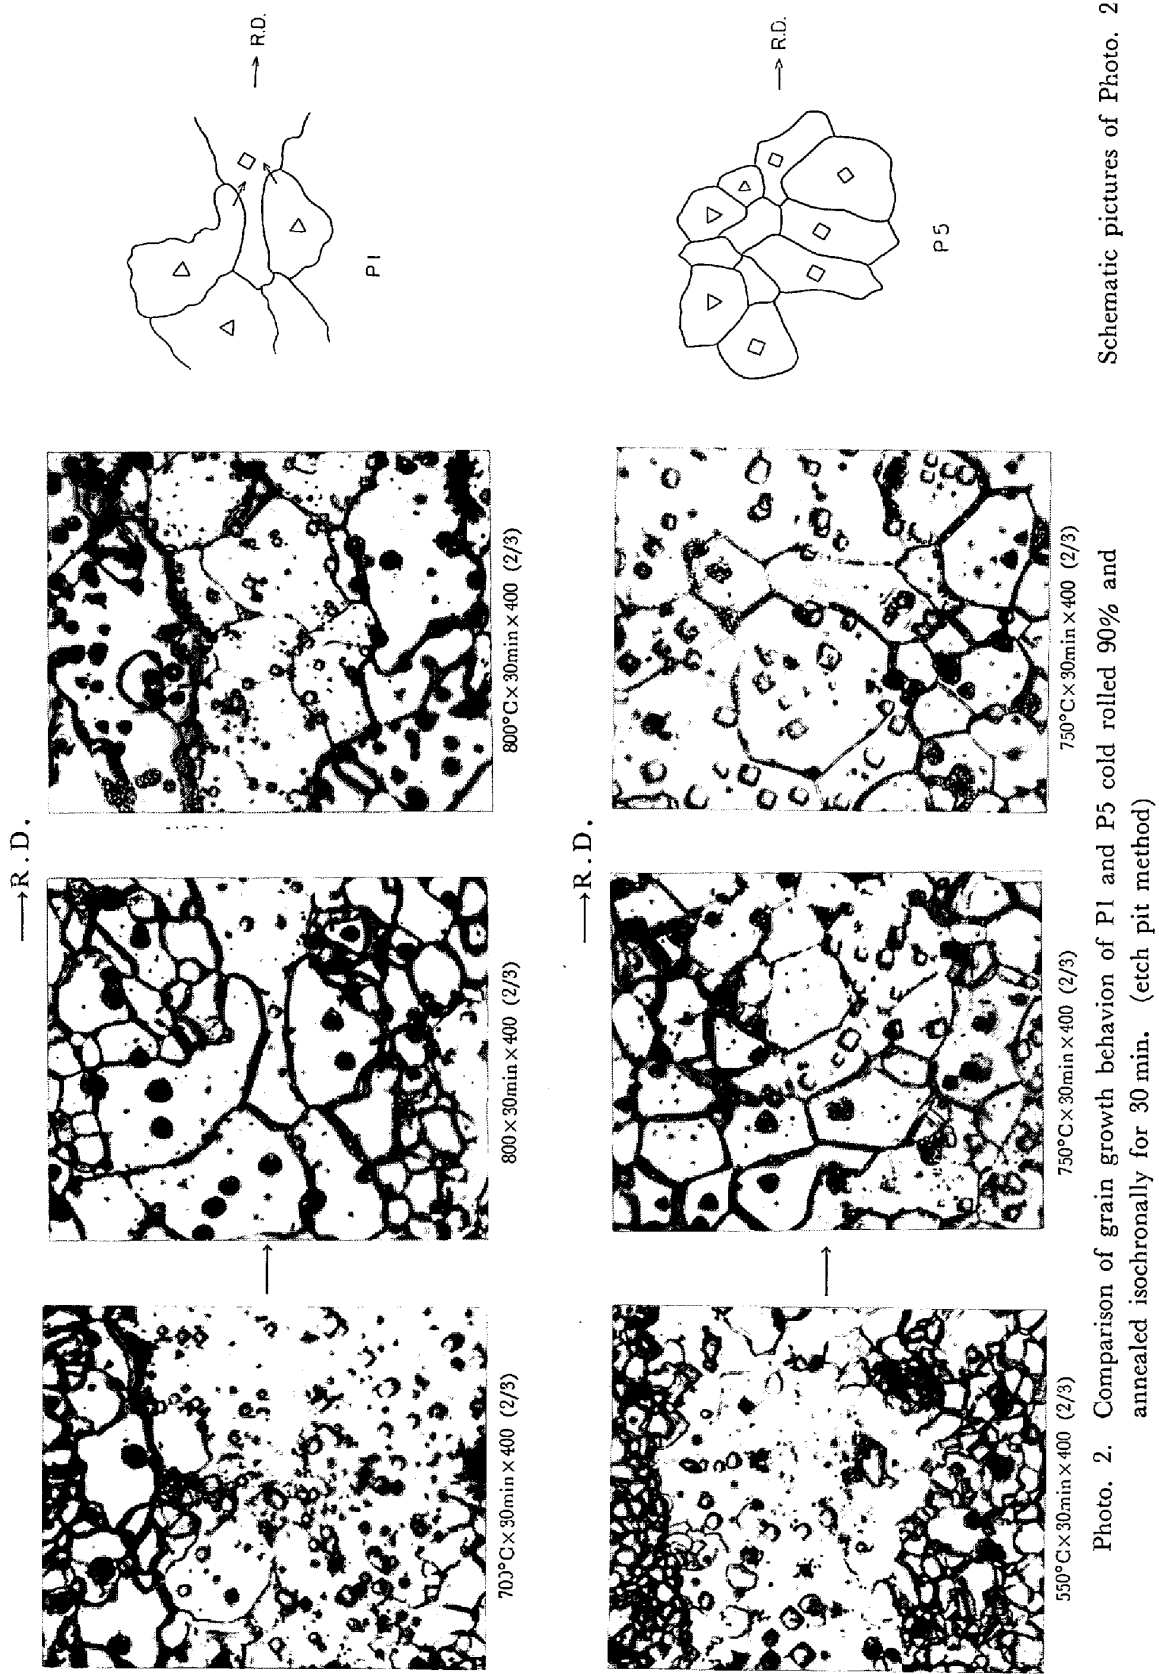 →R.D.
700°C×30min×400 (2/3)
800×30min×400 (2/3)
800°C×30min×400 (2/3)
P1
→ R.D.
→R.D.
550°C×30min×400 (2/3)
750°C×30min×400 (2/3)
750°C×30min×400 (2/3)
P5
→ R.D.
Photo. 2. Comparison of grain growth behavion of P1 and P5 cold rolled 90% and
annealed isochronally for 30 min. (etch pit method)
Schematic pictures of Photo. 2